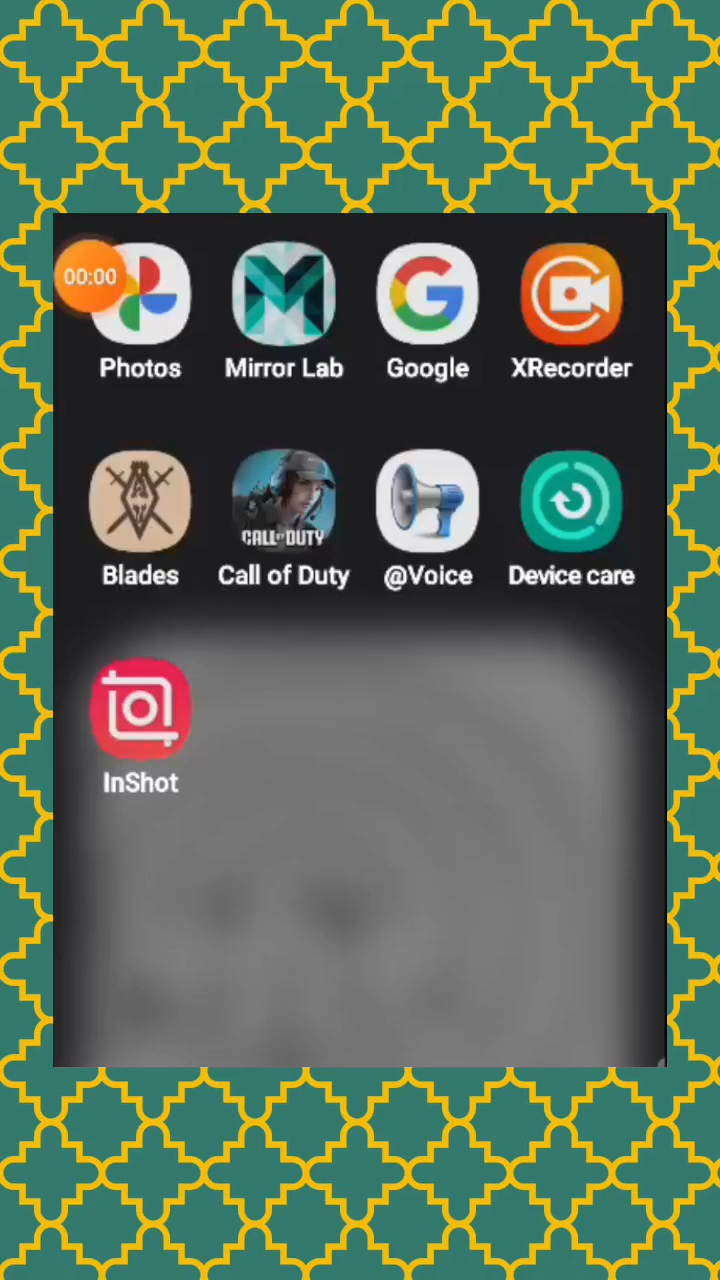 00:00
Photos
Mirror Lab
Google
XRecorder
CALL OF DUTY
Blades
Call of Duty
@Voice
Device care
InShot